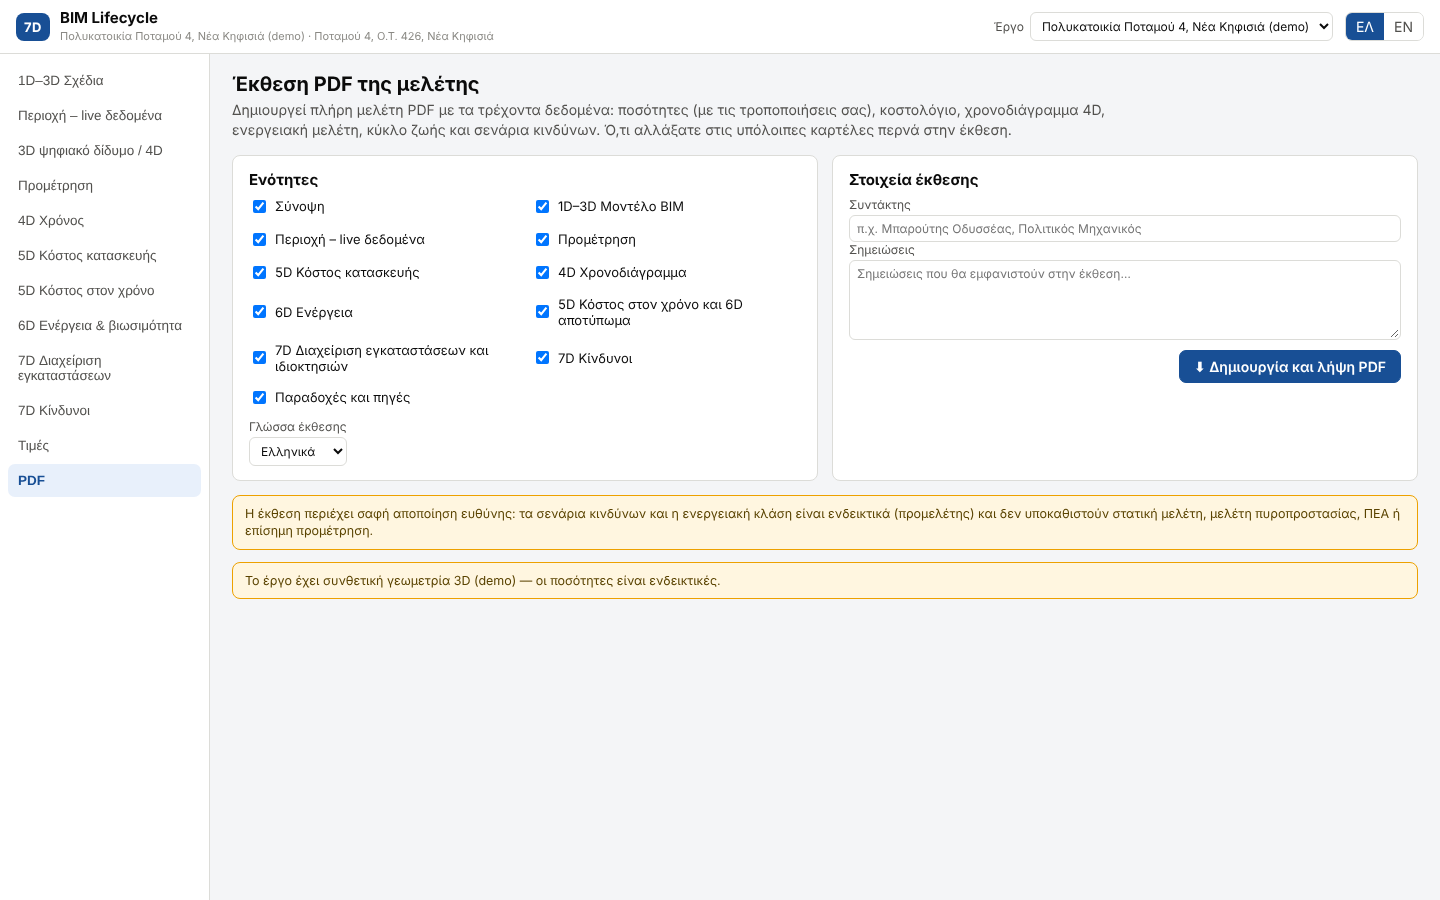 7D
BIM Lifecycle
Πολυκατοικία Ποταμού 4, Νέα Κηφισιά (demo) · Ποταμού 4, Ο.Τ. 426, Νέα Κηφισιά
Έργο
Πολυκατοικία Ποταμού 4, Νέα Κηφισιά (demo)
ΕΛ
EN
1D–3D Σχέδια
Περιοχή – live δεδομένα
3D ψηφιακό δίδυμο / 4D
Προμέτρηση
4D Χρόνος
5D Κόστος κατασκευής
5D Κόστος στον χρόνο
6D Ενέργεια & βιωσιμότητα
7D Διαχείριση
εγκαταστάσεων
7D Κίνδυνοι
Τιμές
PDF
Έκθεση PDF της μελέτης
Δημιουργεί πλήρη μελέτη PDF με τα τρέχοντα δεδομένα: ποσότητες (με τις τροποποιήσεις σας), κοστολόγιο, χρονοδιάγραμμα 4D,
ενεργειακή μελέτη, κύκλο ζωής και σενάρια κινδύνων. Ό,τι αλλάξατε στις υπόλοιπες καρτέλες περνά στην έκθεση.
Ενότητες
Σύνοψη
1D–3D Μοντέλο BIM
Περιοχή – live δεδομένα
Προμέτρηση
5D Κόστος κατασκευής
4D Χρονοδιάγραμμα
6D Ενέργεια
5D Κόστος στον χρόνο και 6D
αποτύπωμα
7D Διαχείριση εγκαταστάσεων και
ιδιοκτησιών
7D Κίνδυνοι
Παραδοχές και πηγές
Γλώσσα έκθεσης
Ελληνικά
Στοιχεία έκθεσης
Συντάκτης
π.χ. Μπαρούτης Οδυσσέας, Πολιτικός Μηχανικός
Σημειώσεις
Σημειώσεις που θα εμφανιστούν στην έκθεση...
⬇ Δημιουργία και λήψη PDF
Η έκθεση περιέχει σαφή αποποίηση ευθύνης: τα σενάρια κινδύνων και η ενεργειακή κλάση είναι ενδεικτικά (προμελέτης) και δεν υποκαθιστούν στατική μελέτη, μελέτη πυροπροστασίας, ΠΕΑ ή
επίσημη προμέτρηση.
Το έργο έχει συνθετική γεωμετρία 3D (demo) — οι ποσότητες είναι ενδεικτικές.